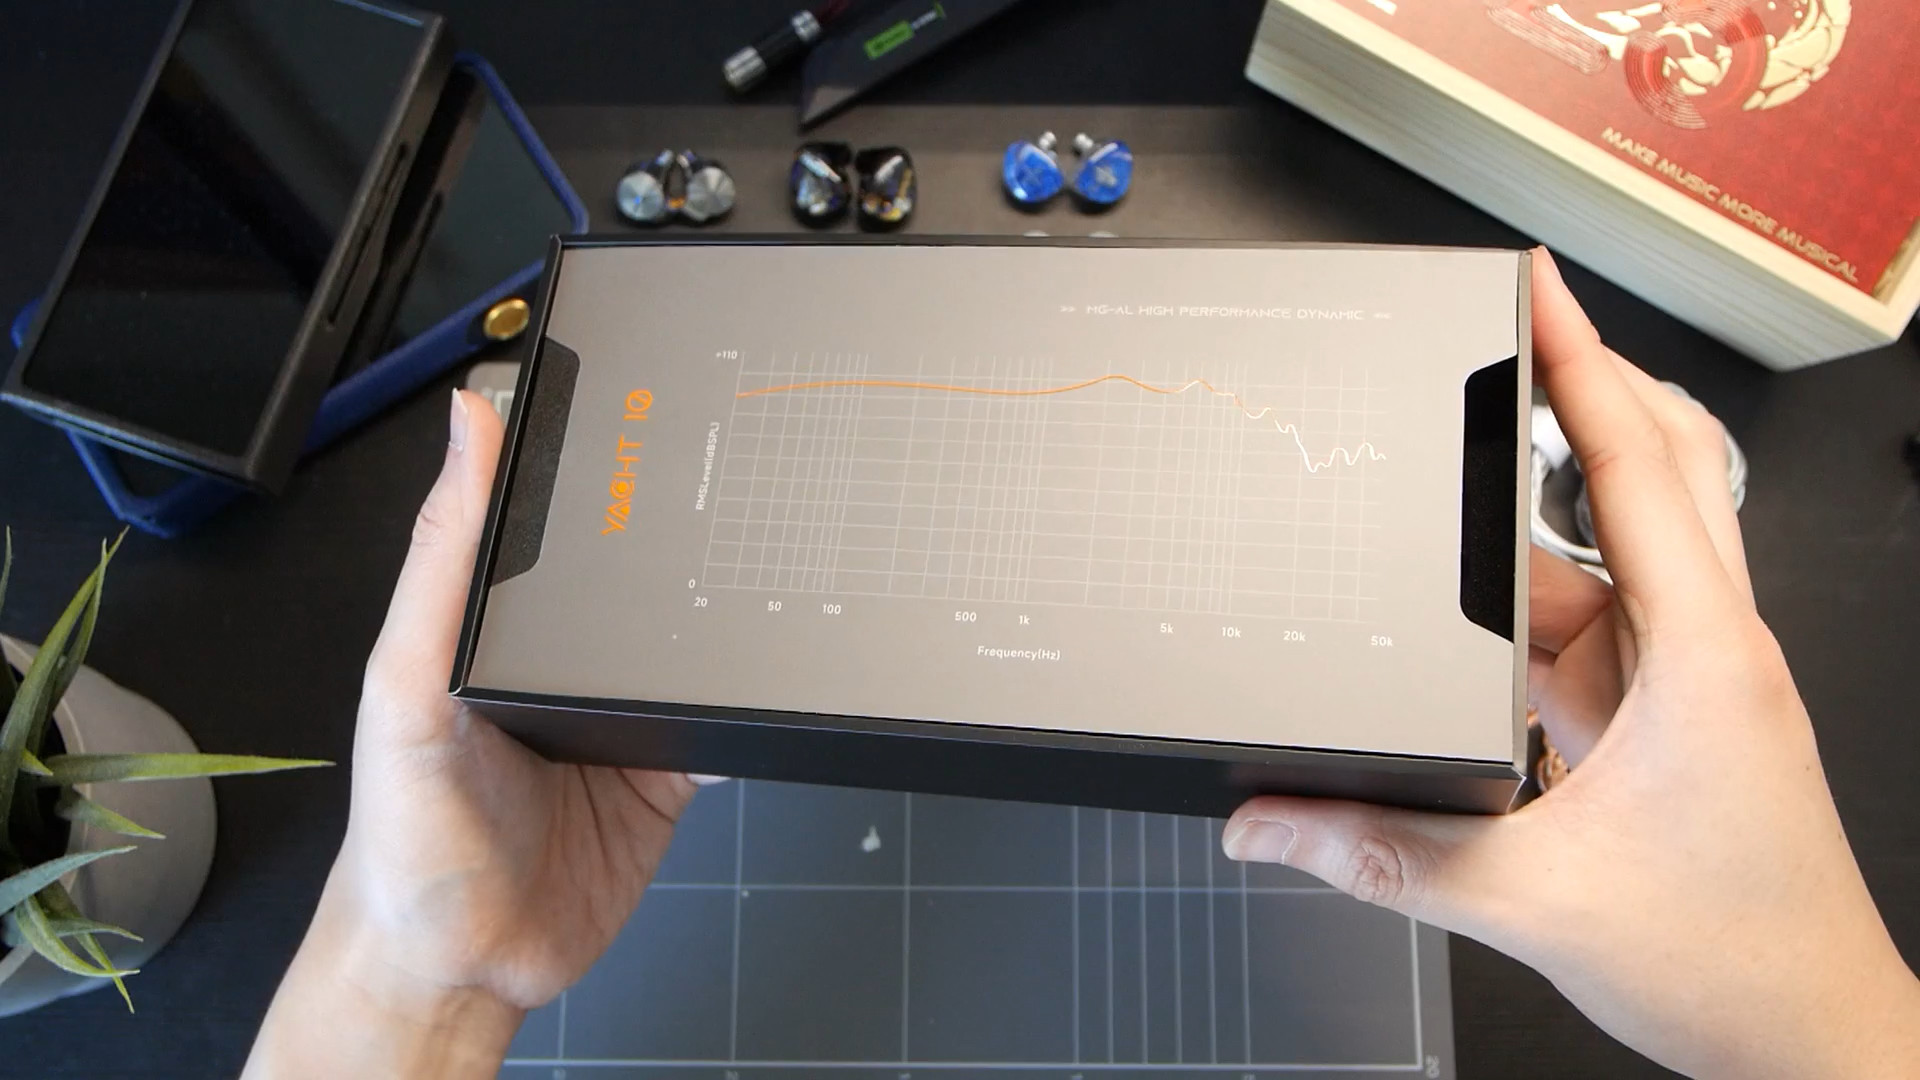 MAKE MUSIC MORE MUSICAL
>> MG-AL HIGH PERFORMANCE DYNAMIC <<
YACHT 10
+110
RMSLevel(dBSPL)
0
20 50 100 500 1k 5k 10k 20k 50k
Frequency(Hz)
20